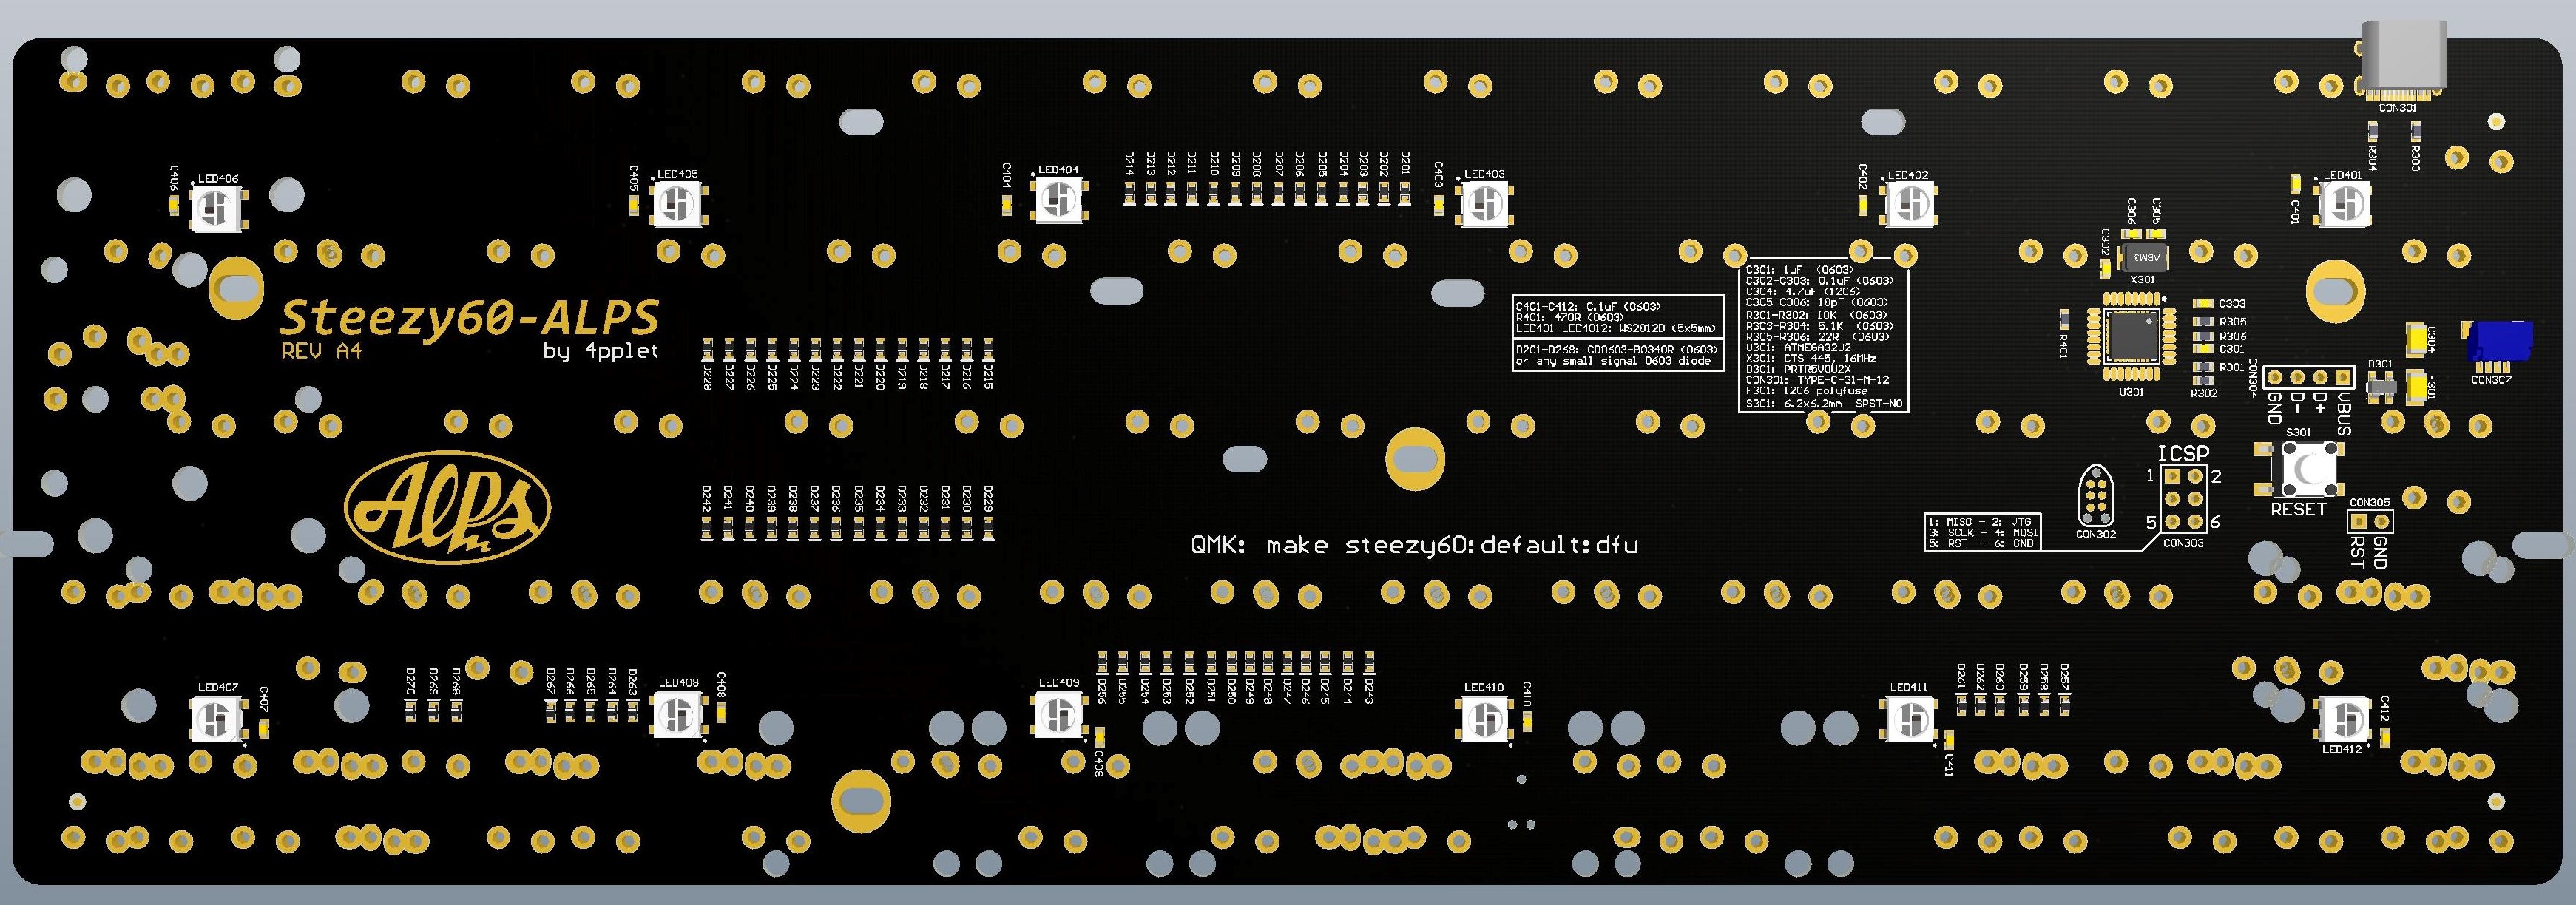 CON301
R304
R303
LED406
C406
LED405
C405
LED404
C404
D214 D213 D212 D211 D210 D209 D208 D207 D206 D205 D204 D203 D202 D201
C403
LED403
C402
LED402
LED401
C401
C306
C305
C302
ABM3
X301
Steezy60-ALPS
REV A4
by 4pplet
D228 D227 D226 D225 D224 D223 D222 D221 D220 D219 D218 D217 D216 D215
C401-C412: 0.1uF (0603)
R401: 470R (0603)
LED401-LED4012: WS2812B (5x5mm)
D201-D268: CD0603-B0340R (0603)
or any small signal 0603 diode
C301: 1uF (0603)
C302-C303: 0.1uF (0603)
C304: 4.7uF (1206)
C305-C306: 18pF (0603)
R301-R302: 10K (0603)
R303-R304: 5.1K (0603)
R305-R306: 22R (0603)
U301: ATMEGA32U2
X301: CTS 445, 16MHz
D301: PRTR5V0U2X
CON301: TYPE-C-31-M-12
F301: 1206 polyfuse
S301: 6.2x6.2mm SPST-NO
R401
U301
C303
R305
R306
C301
R301
R302
C304
F301
D301
CON307
CON304
GND
D-
D+
VBUS
S301
RESET
ALPS
D242 D241 D240 D239 D238 D237 D236 D235 D234 D233 D232 D231 D230 D229
QMK: make steezy60:default:dfu
1: MISO - 2: VTG
3: SCLK - 4: MOSI
5: RST - 6: GND
CON302
ICSP
1 2
5 6
CON303
CON305
RST
GND
LED407
C407
D270 D269 D268
D267 D266 D265 D264 D263
LED408
C408
LED409
C409
D256 D255 D254 D253 D252 D251 D250 D249 D248 D247 D246 D245 D244 D243
LED410
C410
LED411
C411
D261 D262 D260 D259 D258 D257
LED412
C412